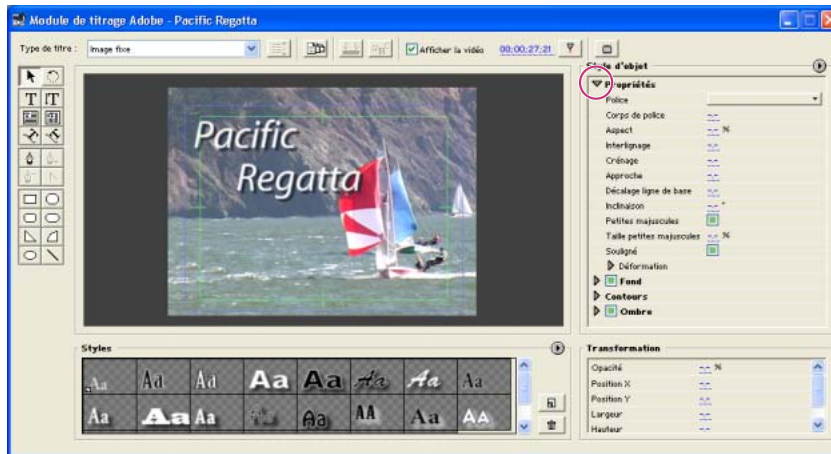 Module de titrage Adobe - Pacific Regatta
Type de titre : Image fixe Afficher la vidéo 00;00;27;21
Style d'objet
Propriétés
Police
Corps de police -.-
Aspect -.- %
Interlignage -.-
Crénage -.-
Approche -.-
Décalage ligne de base -.-
Inclinaison -.- °
Petites majuscules
Taille petites majuscules -.- %
Souligné
Déformation
Fond
Contours
Ombre
Pacific
Regatta
T IT
Styles
Aa Ad Ad Aa Aa Aa Aa Aa
Aa Aa Aa Aa Aa AA Aa AA
Transformation
Opacité -.- %
Position X -.-
Position Y -.-
Largeur -.-
Hauteur -.-